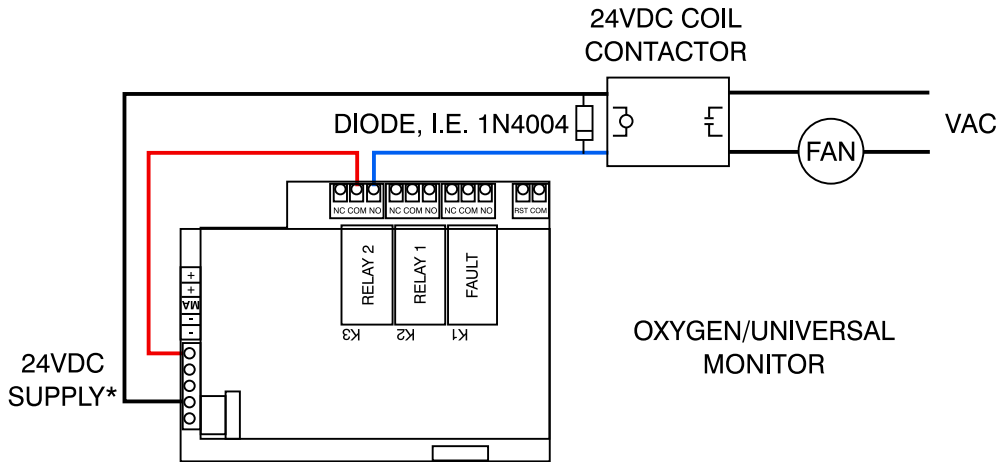 24VDC COIL
CONTACTOR
DIODE, I.E. 1N4004
VAC
FAN
NC COM NO
NC COM NO
NC COM NO
RST COM
RELAY 2
RELAY 1
FAULT
K3
K2
K1
+
+
MA
-
-
24VDC
SUPPLY*
OXYGEN/UNIVERSAL
MONITOR